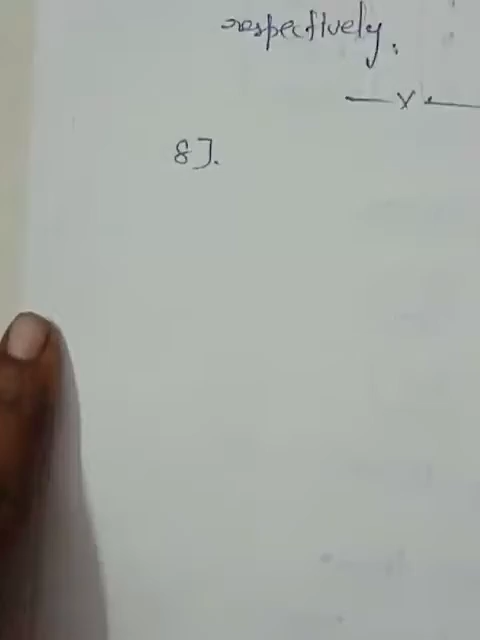 respectively.
— x —
8].